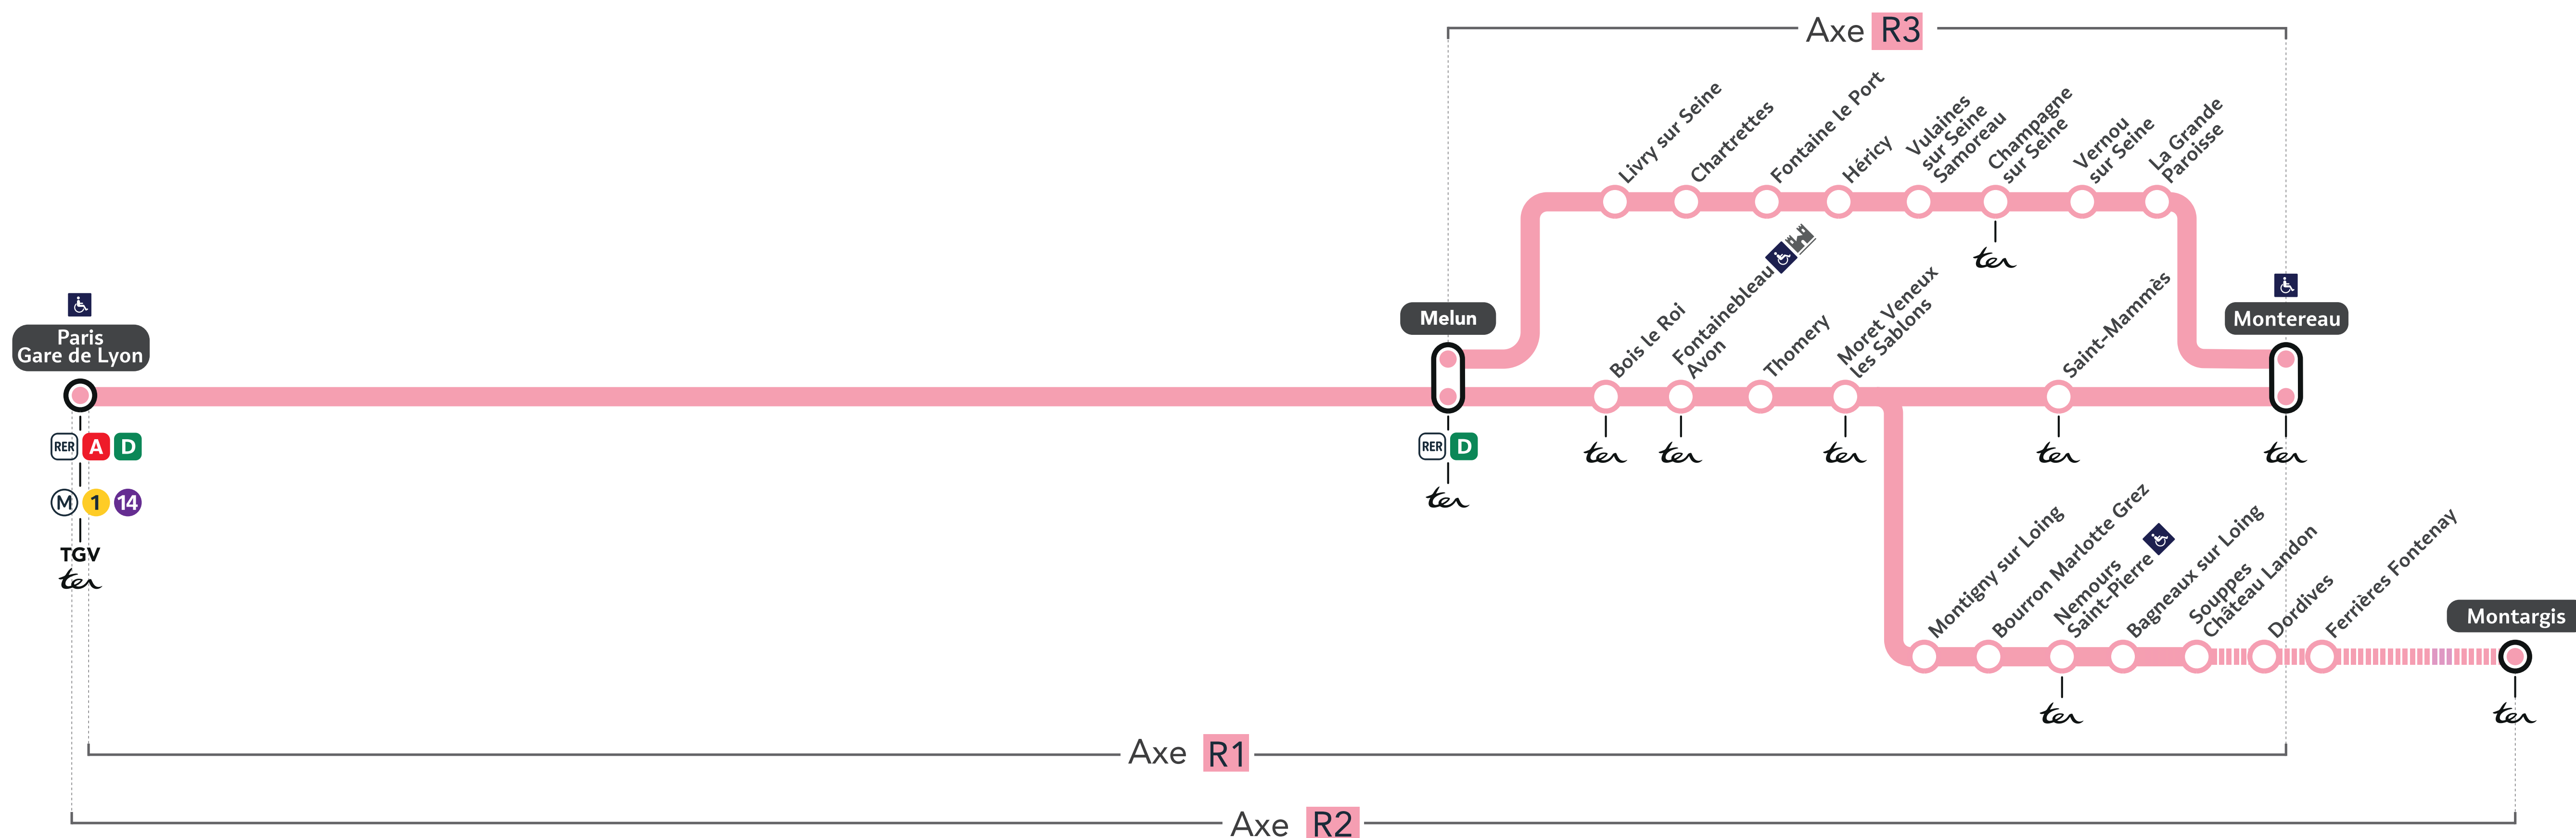 Axe R3
Livry sur Seine
Chartrettes
Fontaine le Port
Héricy
Vulaines
sur Seine
Samoreau
Champagne
sur Seine
Vernou
sur Seine
La Grande
Paroisse
ter
Paris
Gare de Lyon
Melun
Bois le Roi
Fontainebleau
Avon
Thomery
Moret Veneux
les Sablons
Saint-Mammès
Montereau
RER A D
M 1 14
TGV
ter
RER D
ter
ter
ter
ter
ter
ter
Montigny sur Loing
Bourron Marlotte Grez
Nemours
Saint-Pierre
Bagneaux sur Loing
Souppes
Château Landon
Dordives
Ferrières Fontenay
Montargis
ter
ter
Axe R1
Axe R2